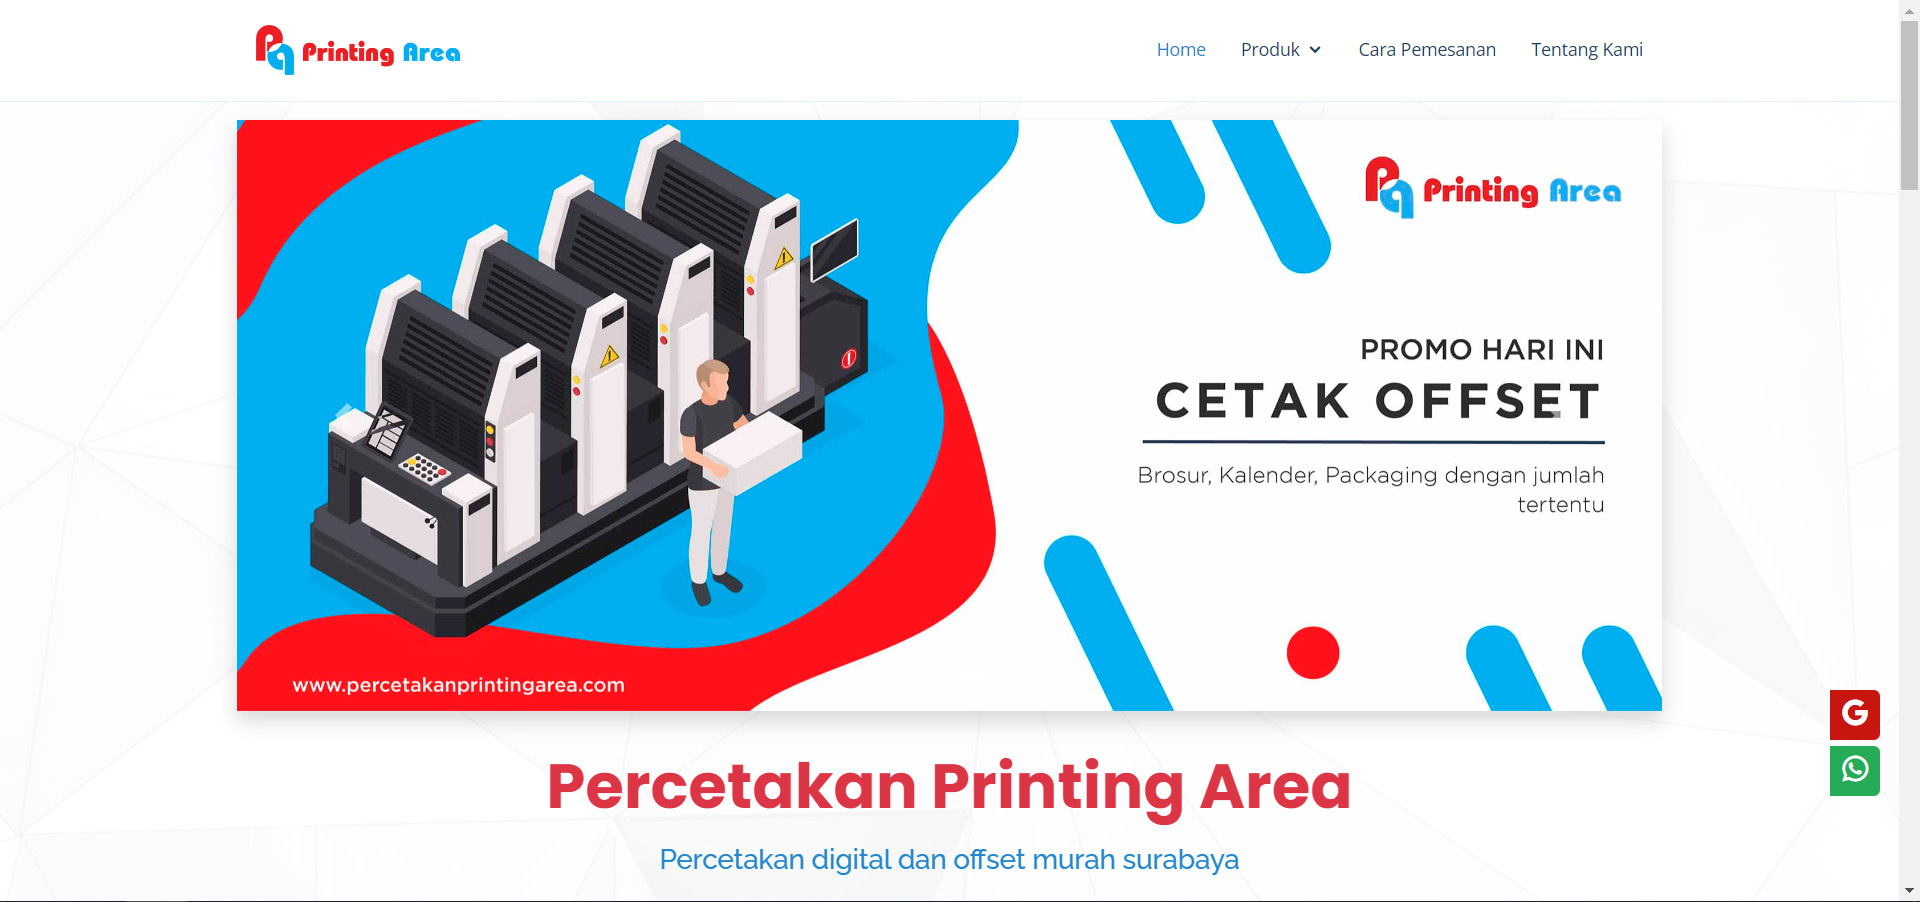 Printing Area
Home Produk Cara Pemesanan Tentang Kami
Printing Area
PROMO HARI INI
CETAK OFFSET
Brosur, Kalender, Packaging dengan jumlah
tertentu
www.percetakanprintingarea.com
Percetakan Printing Area
Percetakan digital dan offset murah surabaya